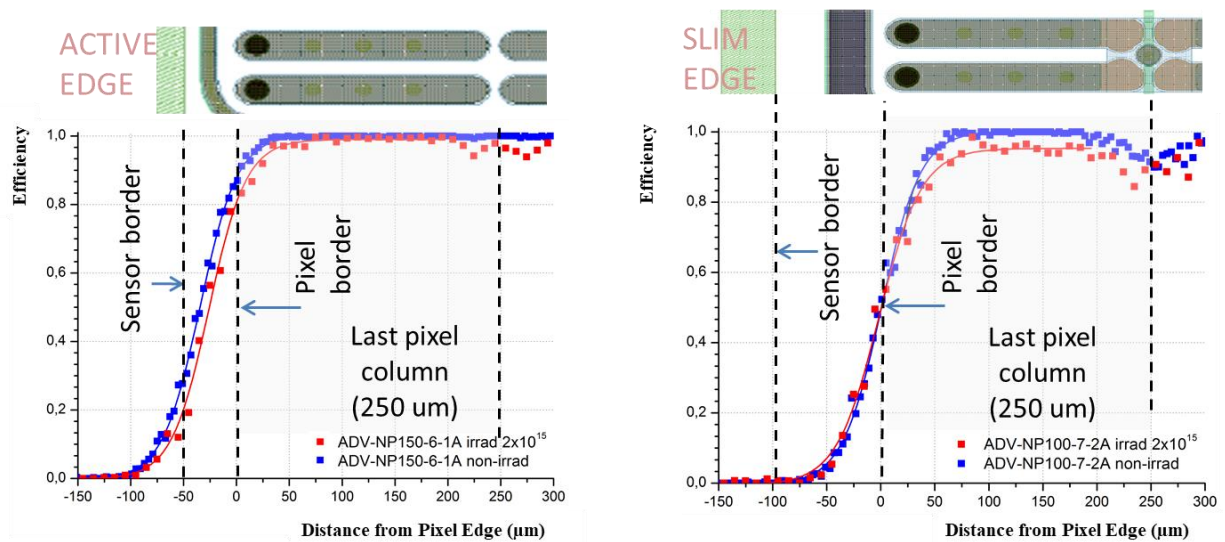 ACTIVE
EDGE
Efficiency
1,0
0,8
0,6
0,4
0,2
0,0
Sensor border
Pixel
border
Last pixel
column
(250 um)
ADV-NP150-6-1A irrad 2x10¹⁵
ADV-NP150-6-1A non-irrad
-150
-100
-50
0
50
100
150
200
250
300
Distance from Pixel Edge (µm)
SLIM
EDGE
Efficiency
1,0
0,8
0,6
0,4
0,2
0,0
Sensor border
Pixel
border
Last pixel
column
(250 um)
ADV-NP100-7-2A irrad 2x10¹⁵
ADV-NP100-7-2A non-irrad
-150
-100
-50
0
50
100
150
200
250
300
Distance from Pixel Edge (µm)